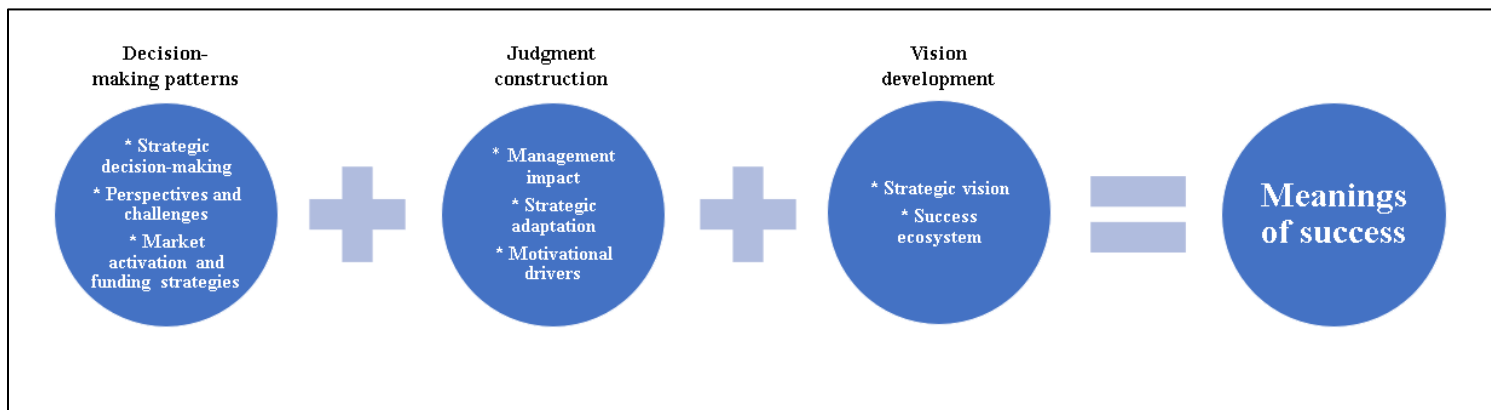 Decision-
making patterns
* Strategic
decision-making
* Perspectives and
challenges
* Market
activation and
funding strategies
Judgment
construction
* Management
impact
* Strategic
adaptation
* Motivational
drivers
Vision
development
* Strategic vision
* Success
ecosystem
Meanings
of success